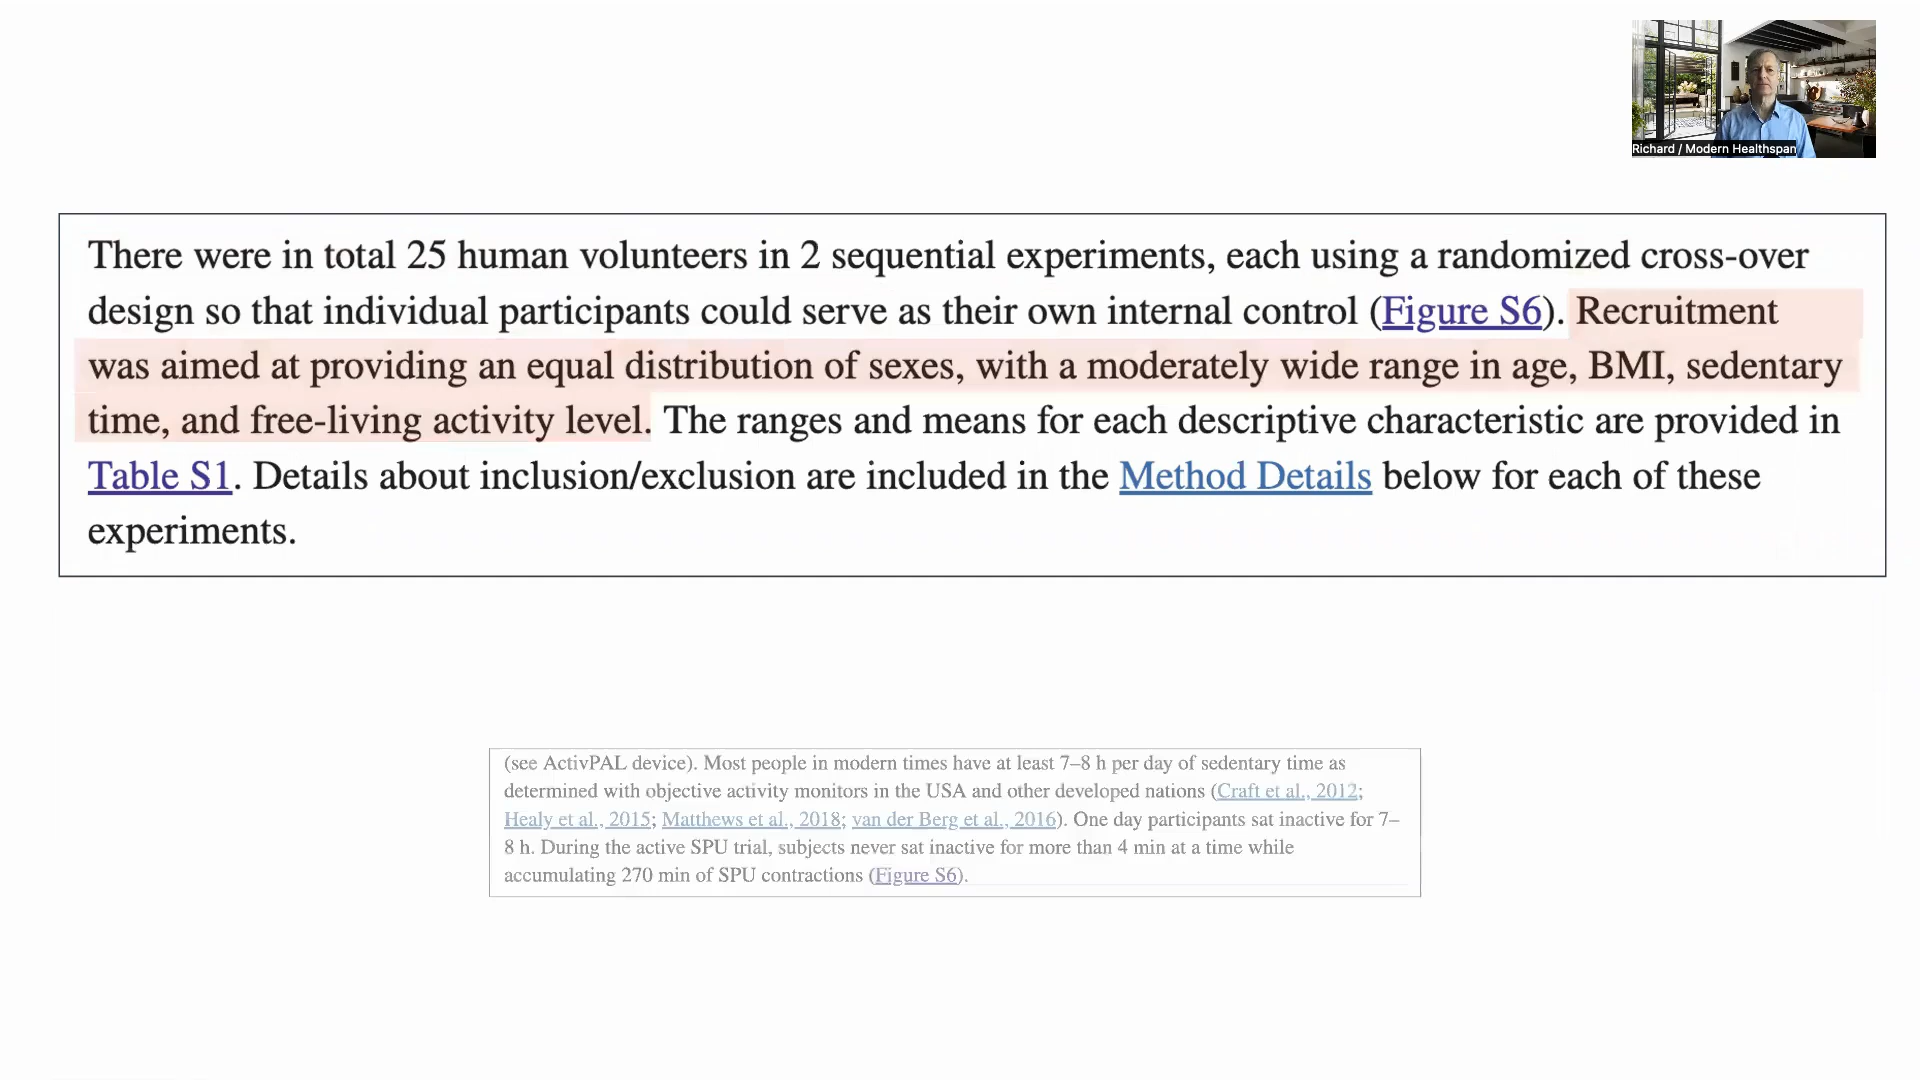 Richard / Modern Healthspan
There were in total 25 human volunteers in 2 sequential experiments, each using a randomized cross-over
design so that individual participants could serve as their own internal control (Figure S6). Recruitment
was aimed at providing an equal distribution of sexes, with a moderately wide range in age, BMI, sedentary
time, and free-living activity level. The ranges and means for each descriptive characteristic are provided in
Table S1. Details about inclusion/exclusion are included in the Method Details below for each of these
experiments.
(see ActivPAL device). Most people in modern times have at least 7–8 h per day of sedentary time as
determined with objective activity monitors in the USA and other developed nations (Craft et al., 2012;
Healy et al., 2015; Matthews et al., 2018; van der Berg et al., 2016). One day participants sat inactive for 7–
8 h. During the active SPU trial, subjects never sat inactive for more than 4 min at a time while
accumulating 270 min of SPU contractions (Figure S6).